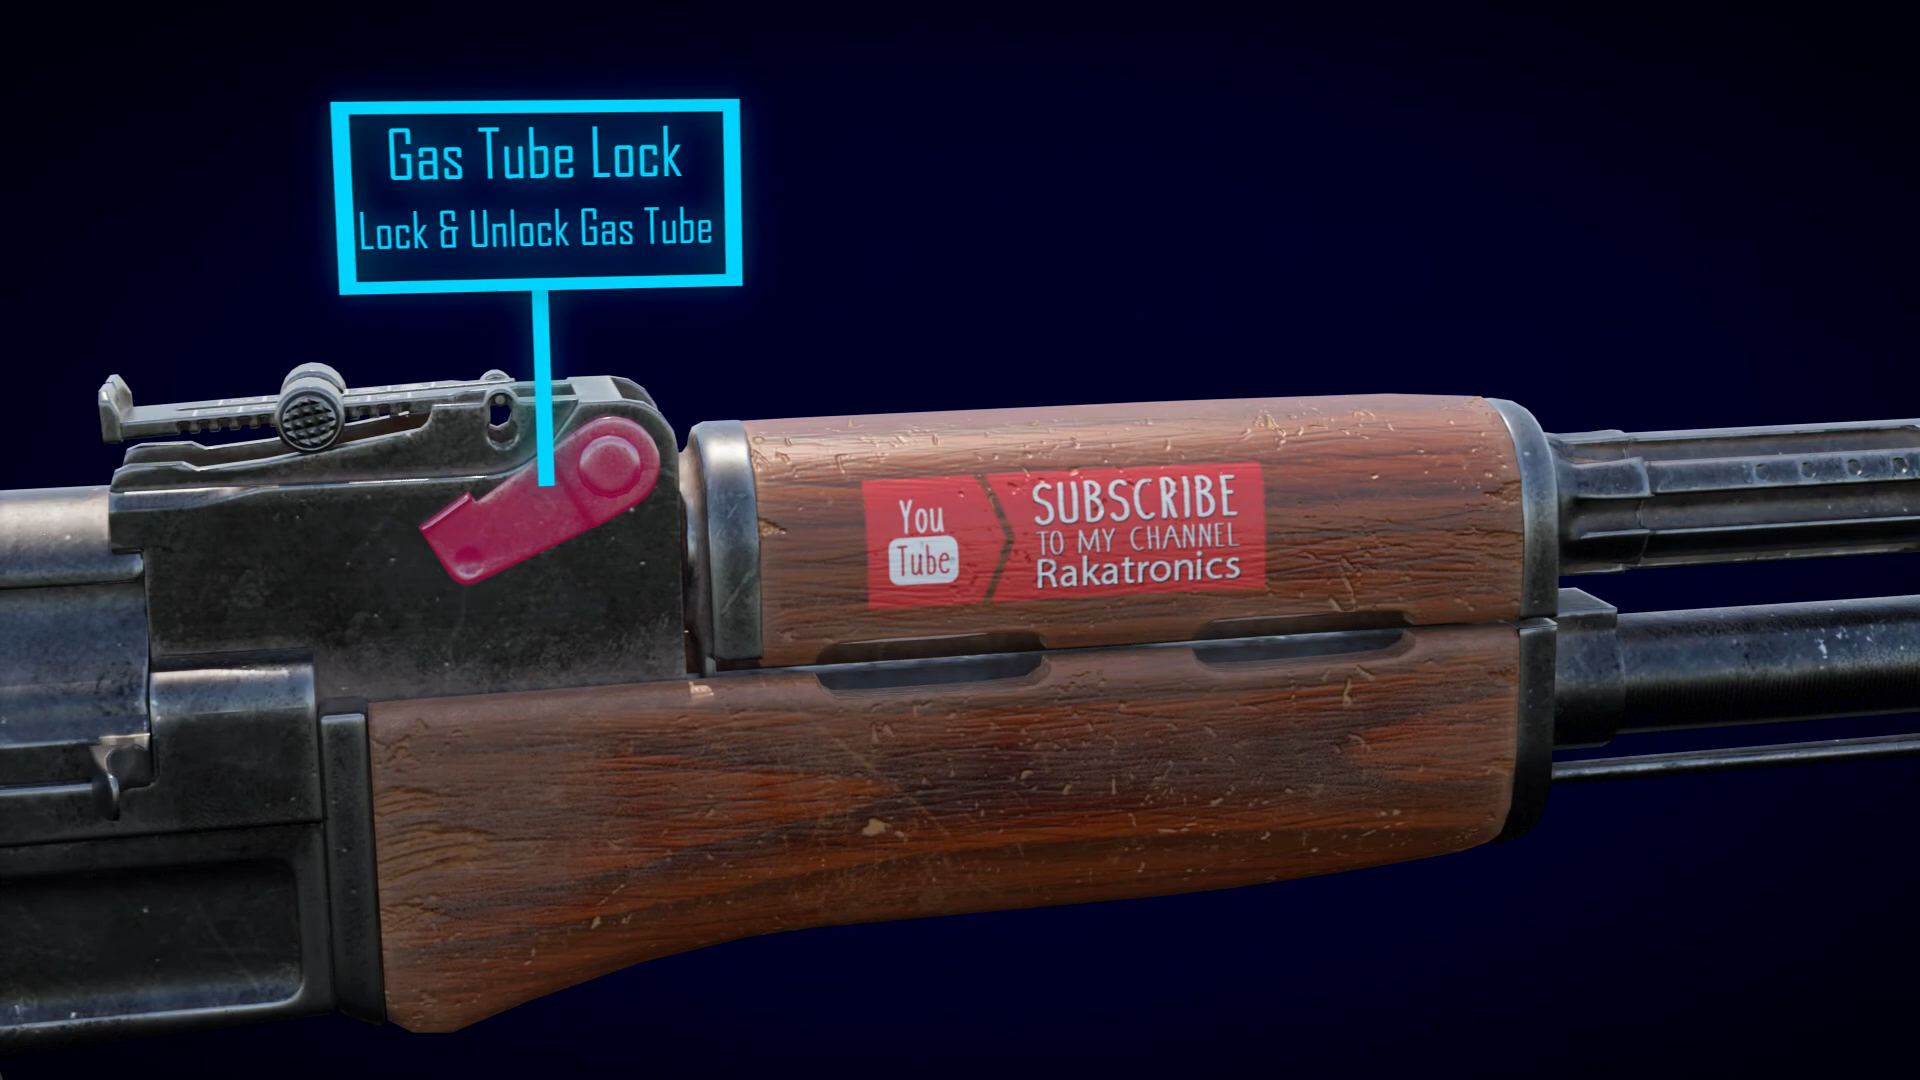 Gas Tube Lock
Lock & Unlock Gas Tube
You
Tube
SUBSCRIBE
TO MY CHANNEL
Rakatronics